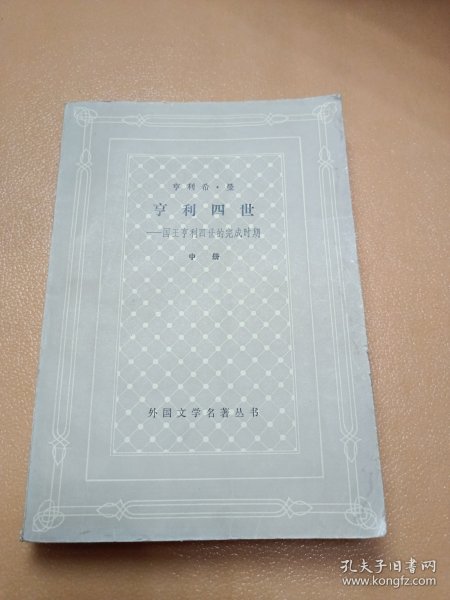 亨利希·曼
亨利四世
——国王亨利四世的完成时期
中册
外国文学名著丛书
孔夫子旧书网
www.kongfz.com